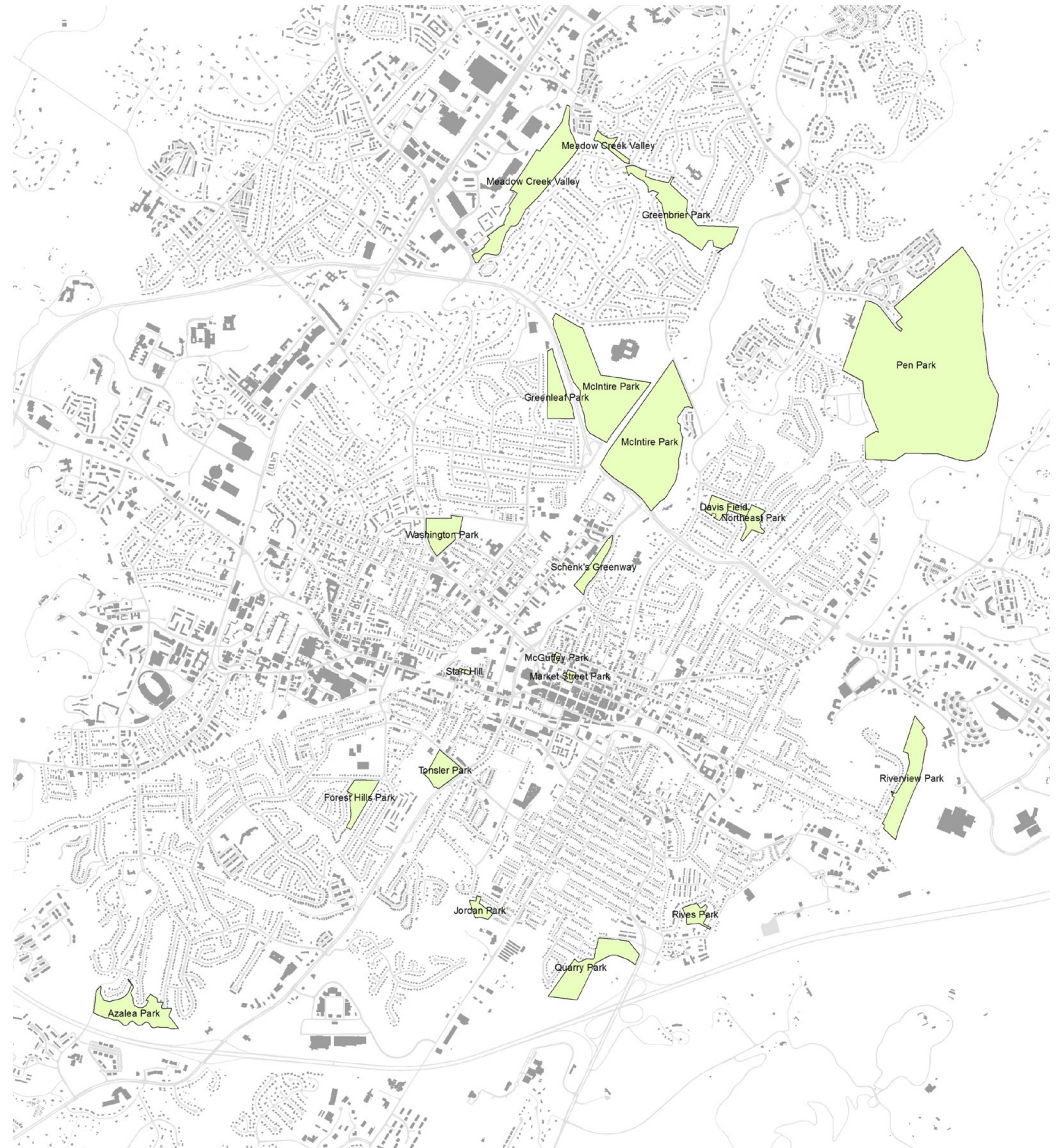 Meadow Creek Valley
Meadow Creek Valley
Greenbrier Park
Pen Park
McIntire Park
Greenleaf Park
McIntire Park
Davis Field
Northeast Park
Washington Park
Schenk's Greenway
McGuffey Park
Starr Hill
Market Street Park
Tonsler Park
Riverview Park
Forest Hills Park
Jordan Park
Rives Park
Quarry Park
Azalea Park